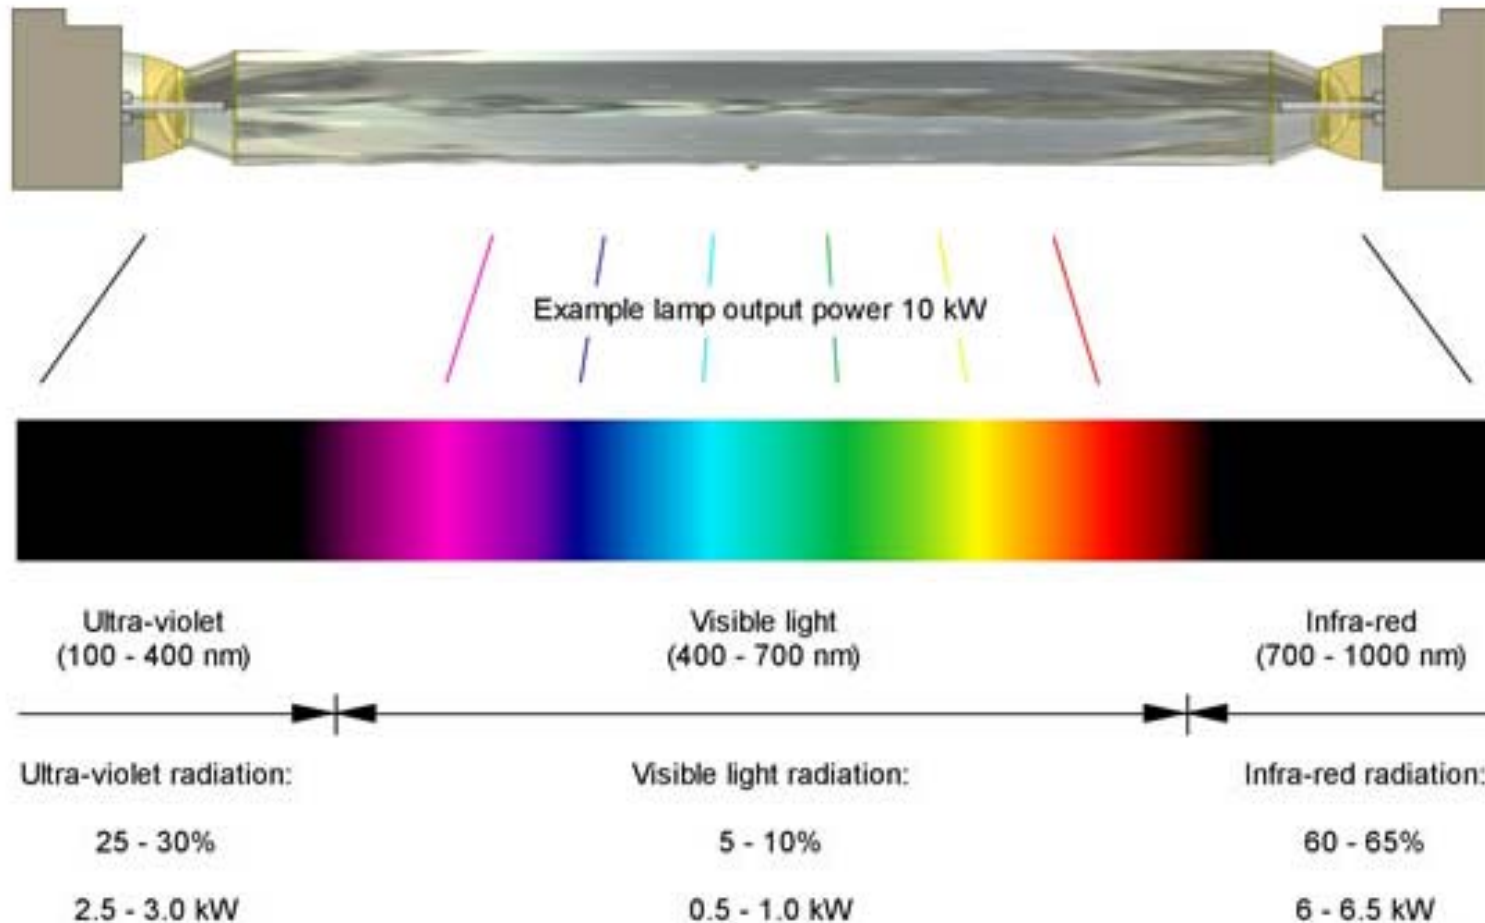 Example lamp output power 10 kW
Ultra-violet
(100 - 400 nm)
Visible light
(400 - 700 nm)
Infra-red
(700 - 1000 nm)
Ultra-violet radiation:
25 - 30%
2.5 - 3.0 kW
Visible light radiation:
5 - 10%
0.5 - 1.0 kW
Infra-red radiation:
60 - 65%
6 - 6.5 kW